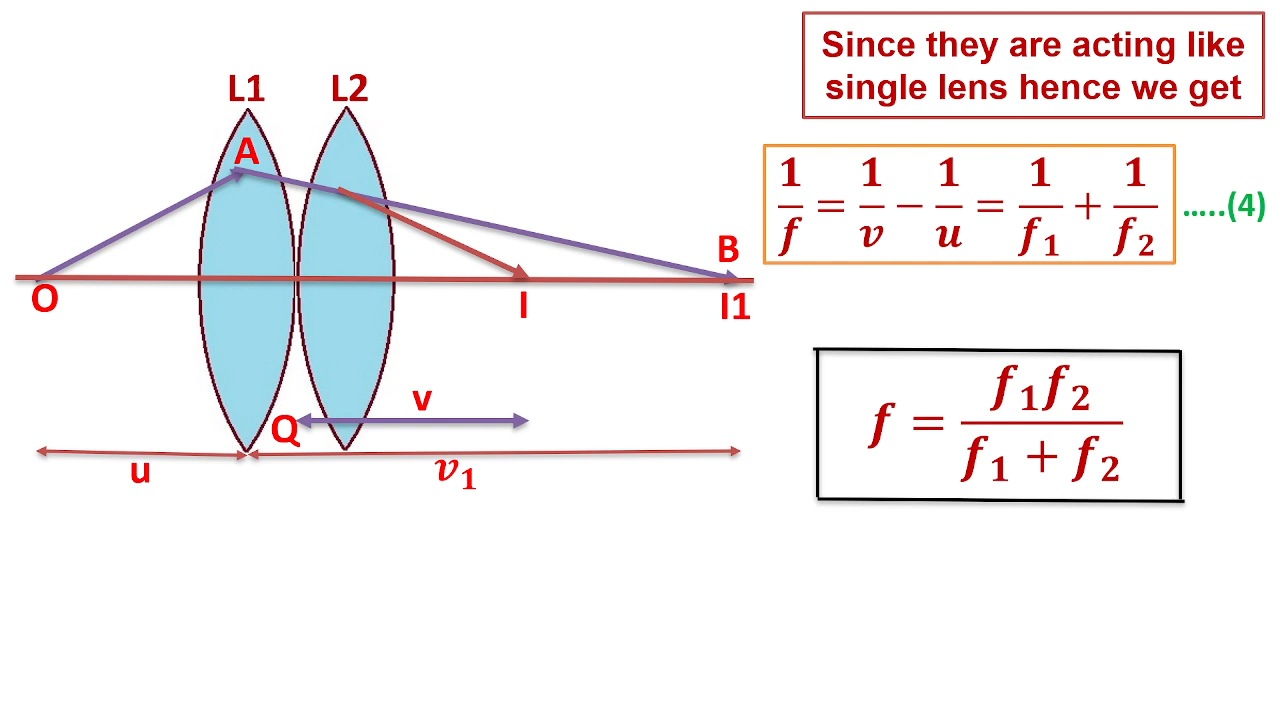 Since they are acting like
single lens hence we get
L1 L2
A
1/f = 1/v − 1/u = 1/f₁ + 1/f₂ .....(4)
B
O I I1
f = f₁f₂/(f₁ + f₂)
v
Q
u v₁